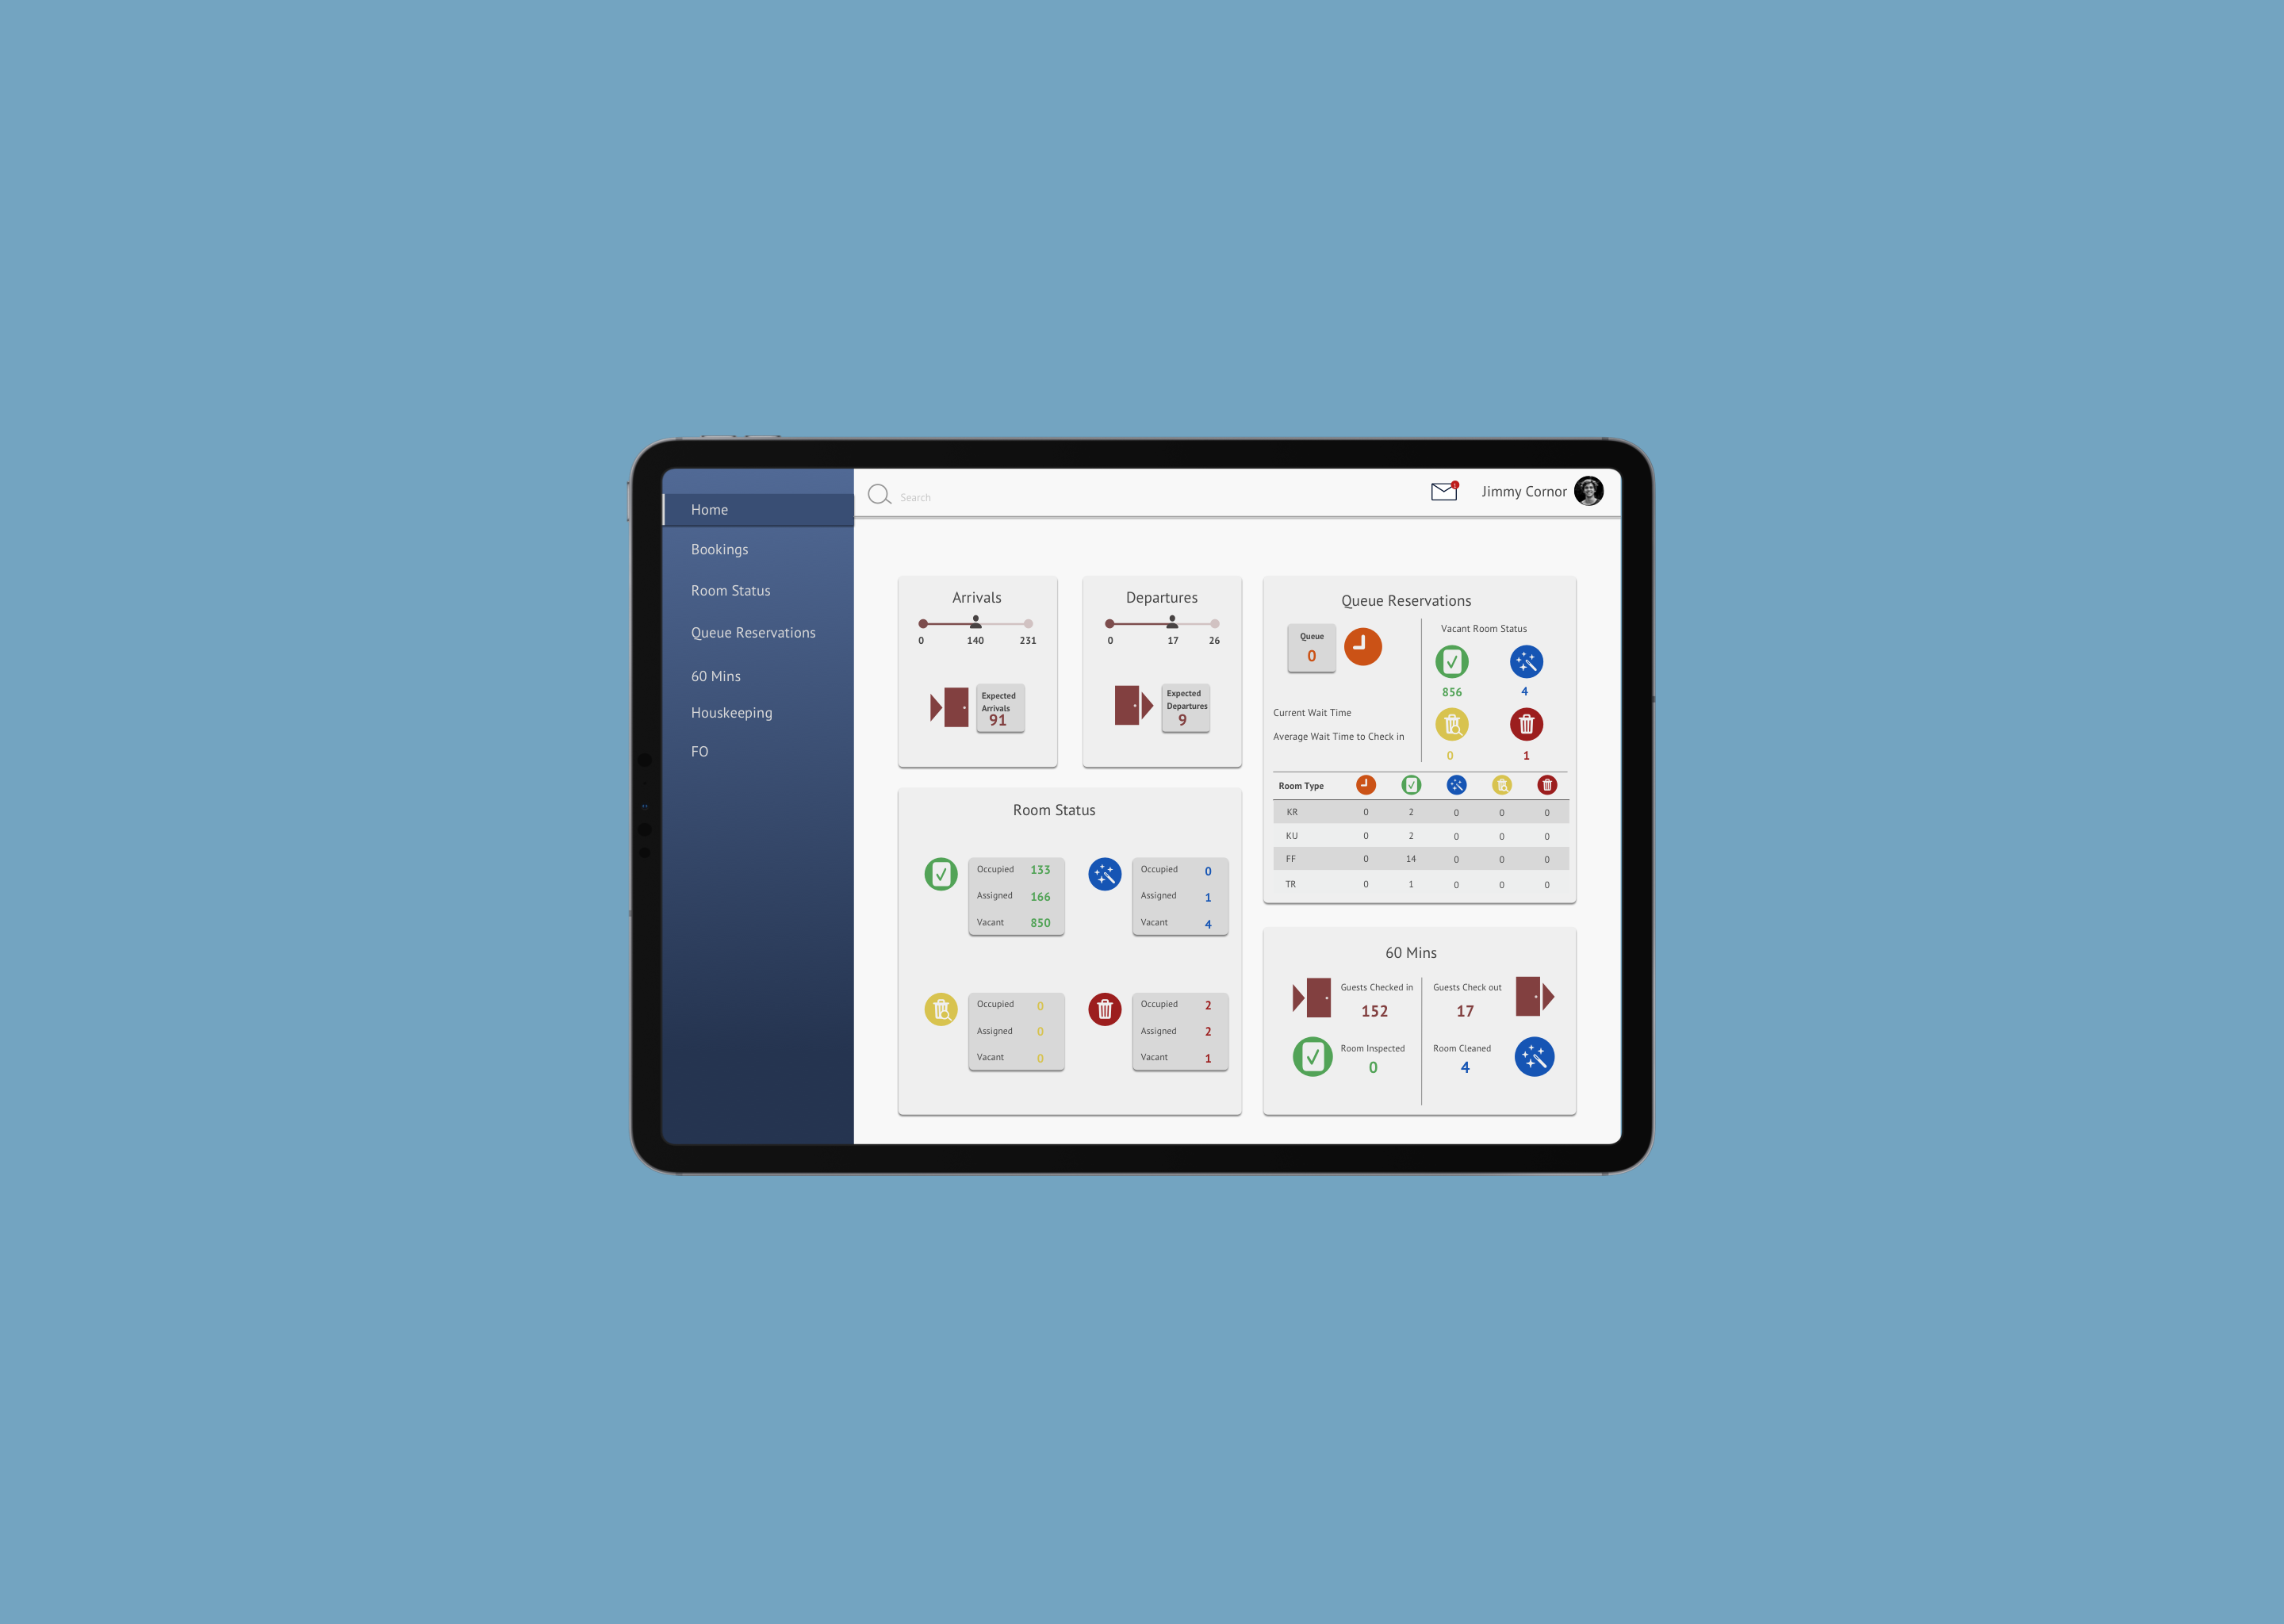 Home
Bookings
Room Status
Queue Reservations
60 Mins
Houskeeping
FO
Search
Jimmy Cornor
Arrivals
0 140 231
Expected
Arrivals
91
Departures
0 17 26
Expected
Departures
9
Queue Reservations
Queue
0
Current Wait Time
Average Wait Time to Check in
Vacant Room Status
856 4
0 1
Room Type
KR 0 2 0 0 0
KU 0 2 0 0 0
FF 0 14 0 0 0
TR 0 1 0 0 0
Room Status
Occupied 133
Assigned 166
Vacant 850
Occupied 0
Assigned 1
Vacant 4
Occupied 0
Assigned 0
Vacant 0
Occupied 2
Assigned 2
Vacant 1
60 Mins
Guests Checked in
152
Guests Check out
17
Room Inspected
0
Room Cleaned
4